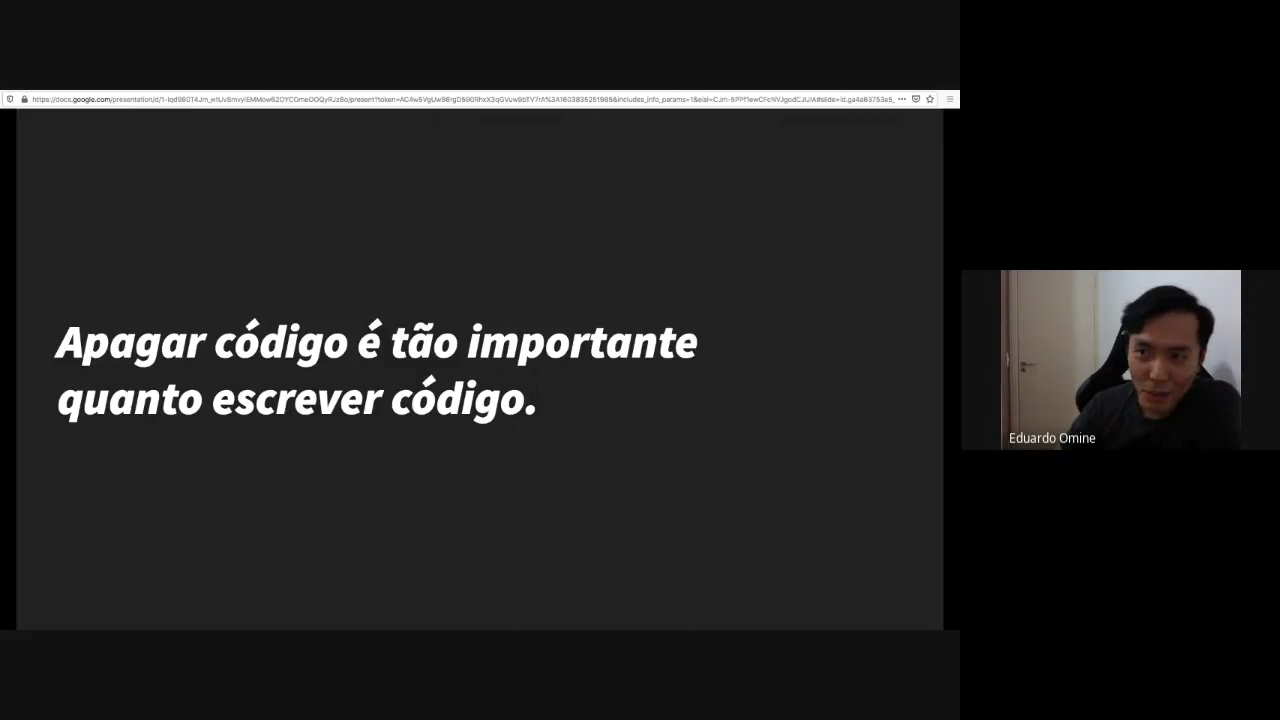 Apagar código é tão importante
quanto escrever código.
Eduardo Omine